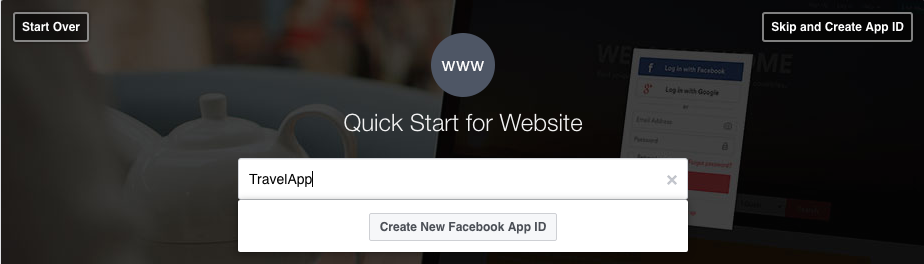 Start Over
Skip and Create App ID
www
Quick Start for Website
TravelApp
Create New Facebook App ID
Log in with Facebook
Log in with Google
or
Email Address
Password